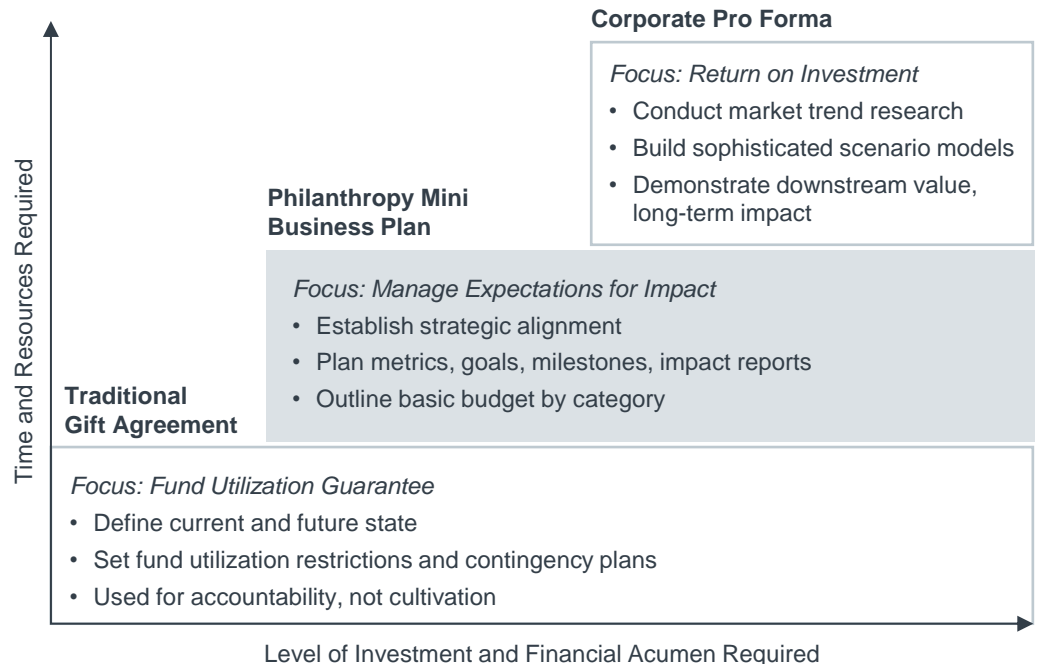 Corporate Pro Forma
Focus: Return on Investment
• Conduct market trend research
• Build sophisticated scenario models
• Demonstrate downstream value,
long-term impact
Philanthropy Mini
Business Plan
Focus: Manage Expectations for Impact
• Establish strategic alignment
• Plan metrics, goals, milestones, impact reports
• Outline basic budget by category
Traditional
Gift Agreement
Focus: Fund Utilization Guarantee
• Define current and future state
• Set fund utilization restrictions and contingency plans
• Used for accountability, not cultivation
Time and Resources Required
Level of Investment and Financial Acumen Required